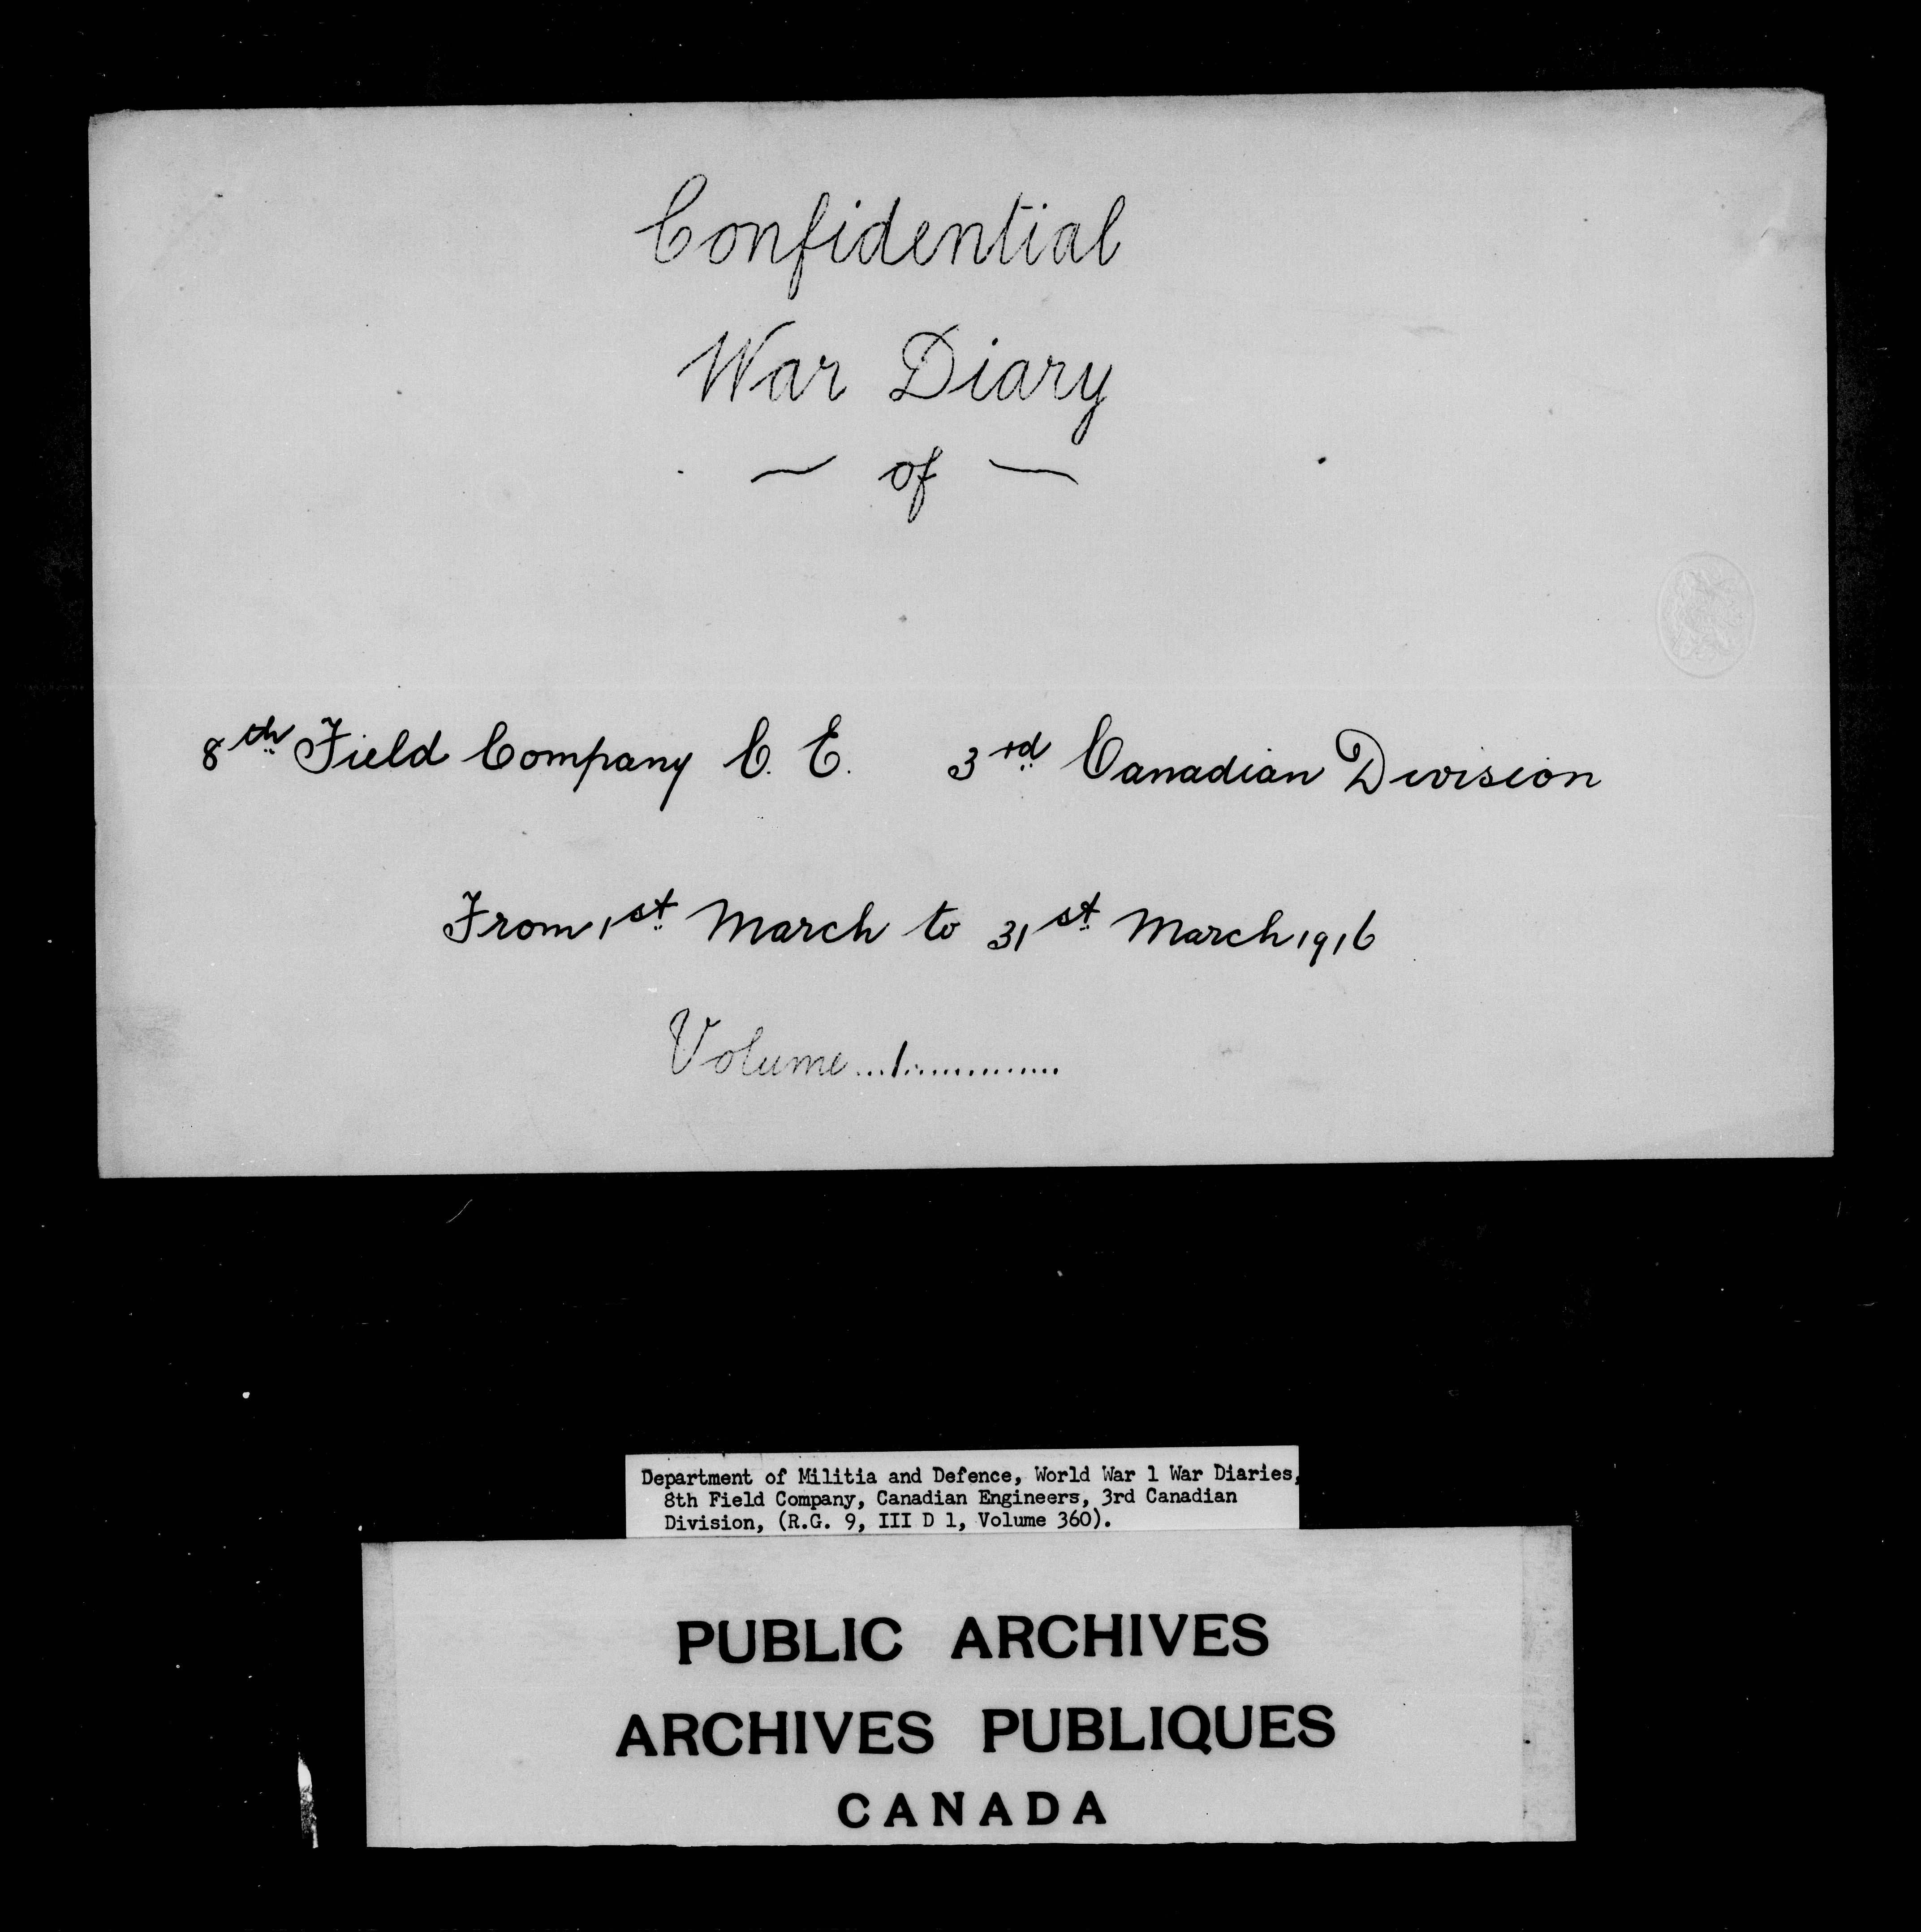 Confidential
War Diary
~ of ~
8th Field Company C. E. 3rd Canadian Division
From 1st March to 31st March 1916
Volume...1..............
Department of Militia and Defence, World War 1 War Diaries,
8th Field Company, Canadian Engineers, 3rd Canadian
Division, (R.G. 9, III D 1, Volume 360).
PUBLIC ARCHIVES
ARCHIVES PUBLIQUES
CANADA